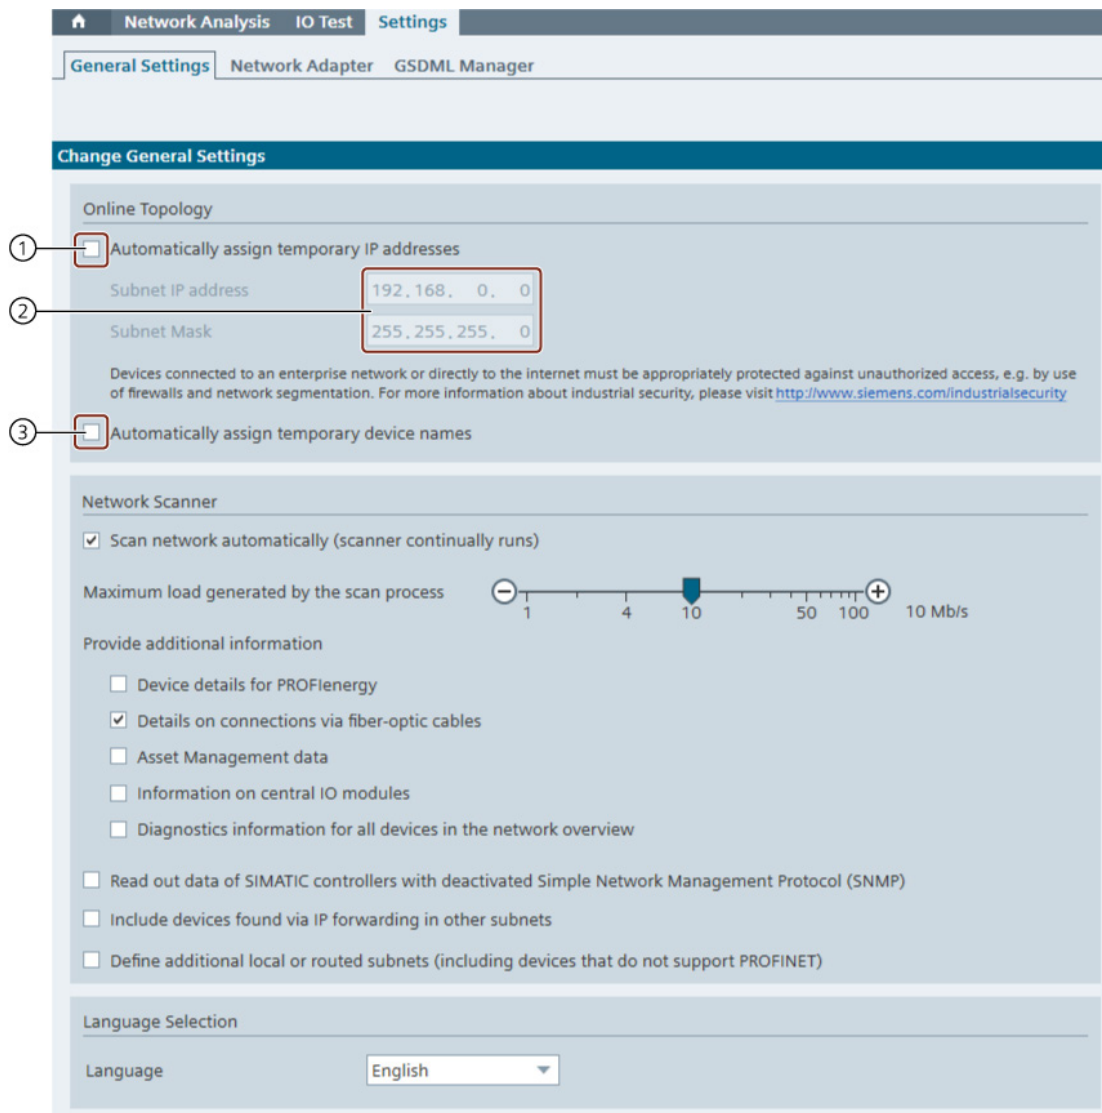 Network Analysis IO Test Settings
General Settings Network Adapter GSDML Manager
Change General Settings
Online Topology
1 Automatically assign temporary IP addresses
Subnet IP address 192.168. 0. 0
2
Subnet Mask 255.255.255. 0
Devices connected to an enterprise network or directly to the internet must be appropriately protected against unauthorized access, e.g. by use
of firewalls and network segmentation. For more information about industrial security, please visit http://www.siemens.com/industrialsecurity
3 Automatically assign temporary device names
Network Scanner
Scan network automatically (scanner continually runs)
Maximum load generated by the scan process
1 4 10 50 100 10 Mb/s
Provide additional information
Device details for PROFIenergy
Details on connections via fiber-optic cables
Asset Management data
Information on central IO modules
Diagnostics information for all devices in the network overview
Read out data of SIMATIC controllers with deactivated Simple Network Management Protocol (SNMP)
Include devices found via IP forwarding in other subnets
Define additional local or routed subnets (including devices that do not support PROFINET)
Language Selection
Language English